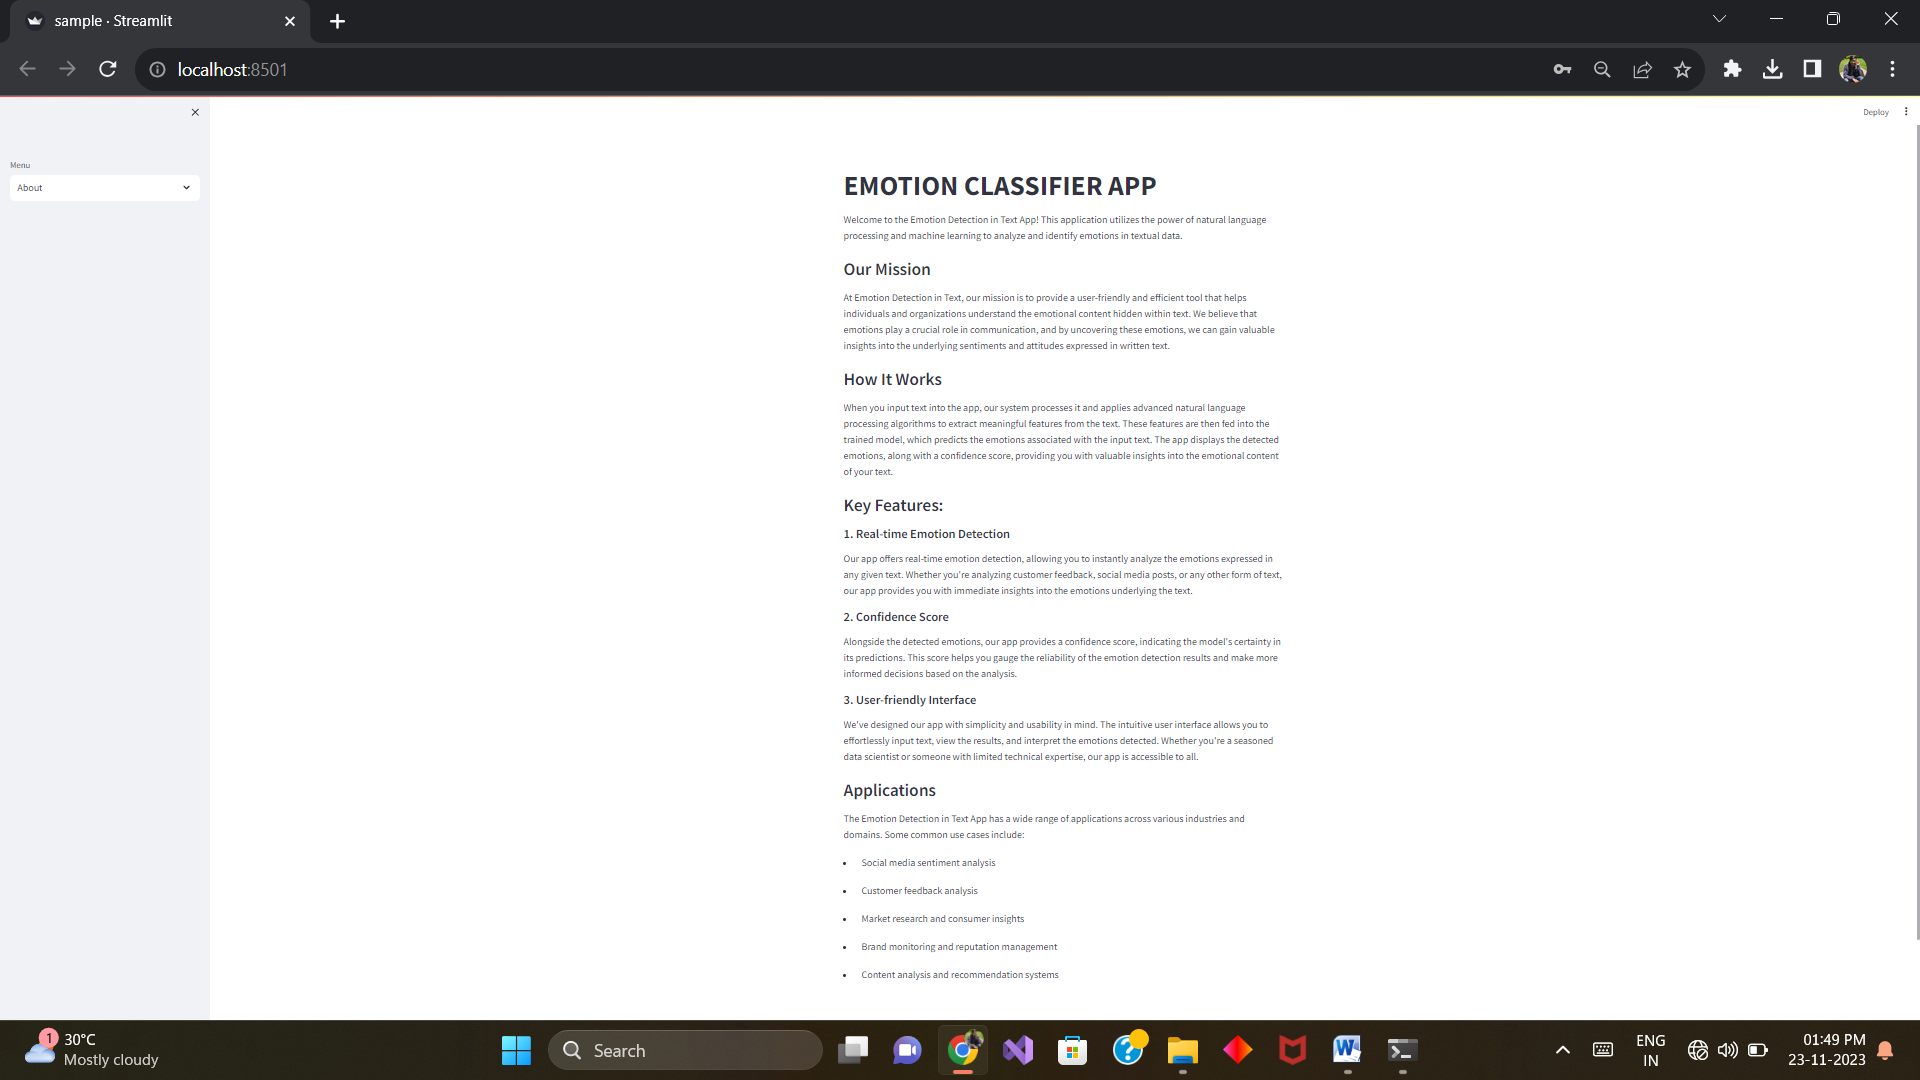 sample · Streamlit
localhost:8501
Deploy
Menu
About
EMOTION CLASSIFIER APP
Welcome to the Emotion Detection in Text App! This application utilizes the power of natural language
processing and machine learning to analyze and identify emotions in textual data.
Our Mission
At Emotion Detection in Text, our mission is to provide a user-friendly and efficient tool that helps
individuals and organizations understand the emotional content hidden within text. We believe that
emotions play a crucial role in communication, and by uncovering these emotions, we can gain valuable
insights into the underlying sentiments and attitudes expressed in written text.
How It Works
When you input text into the app, our system processes it and applies advanced natural language
processing algorithms to extract meaningful features from the text. These features are then fed into the
trained model, which predicts the emotions associated with the input text. The app displays the detected
emotions, along with a confidence score, providing you with valuable insights into the emotional content
of your text.
Key Features:
1. Real-time Emotion Detection
Our app offers real-time emotion detection, allowing you to instantly analyze the emotions expressed in
any given text. Whether you're analyzing customer feedback, social media posts, or any other form of text,
our app provides you with immediate insights into the emotions underlying the text.
2. Confidence Score
Alongside the detected emotions, our app provides a confidence score, indicating the model's certainty in
its predictions. This score helps you gauge the reliability of the emotion detection results and make more
informed decisions based on the analysis.
3. User-friendly Interface
We've designed our app with simplicity and usability in mind. The intuitive user interface allows you to
effortlessly input text, view the results, and interpret the emotions detected. Whether you're a seasoned
data scientist or someone with limited technical expertise, our app is accessible to all.
Applications
The Emotion Detection in Text App has a wide range of applications across various industries and
domains. Some common use cases include:
• Social media sentiment analysis
• Customer feedback analysis
• Market research and consumer insights
• Brand monitoring and reputation management
• Content analysis and recommendation systems
1
30°C
Mostly cloudy
Search
ENG
IN
01:49 PM
23-11-2023